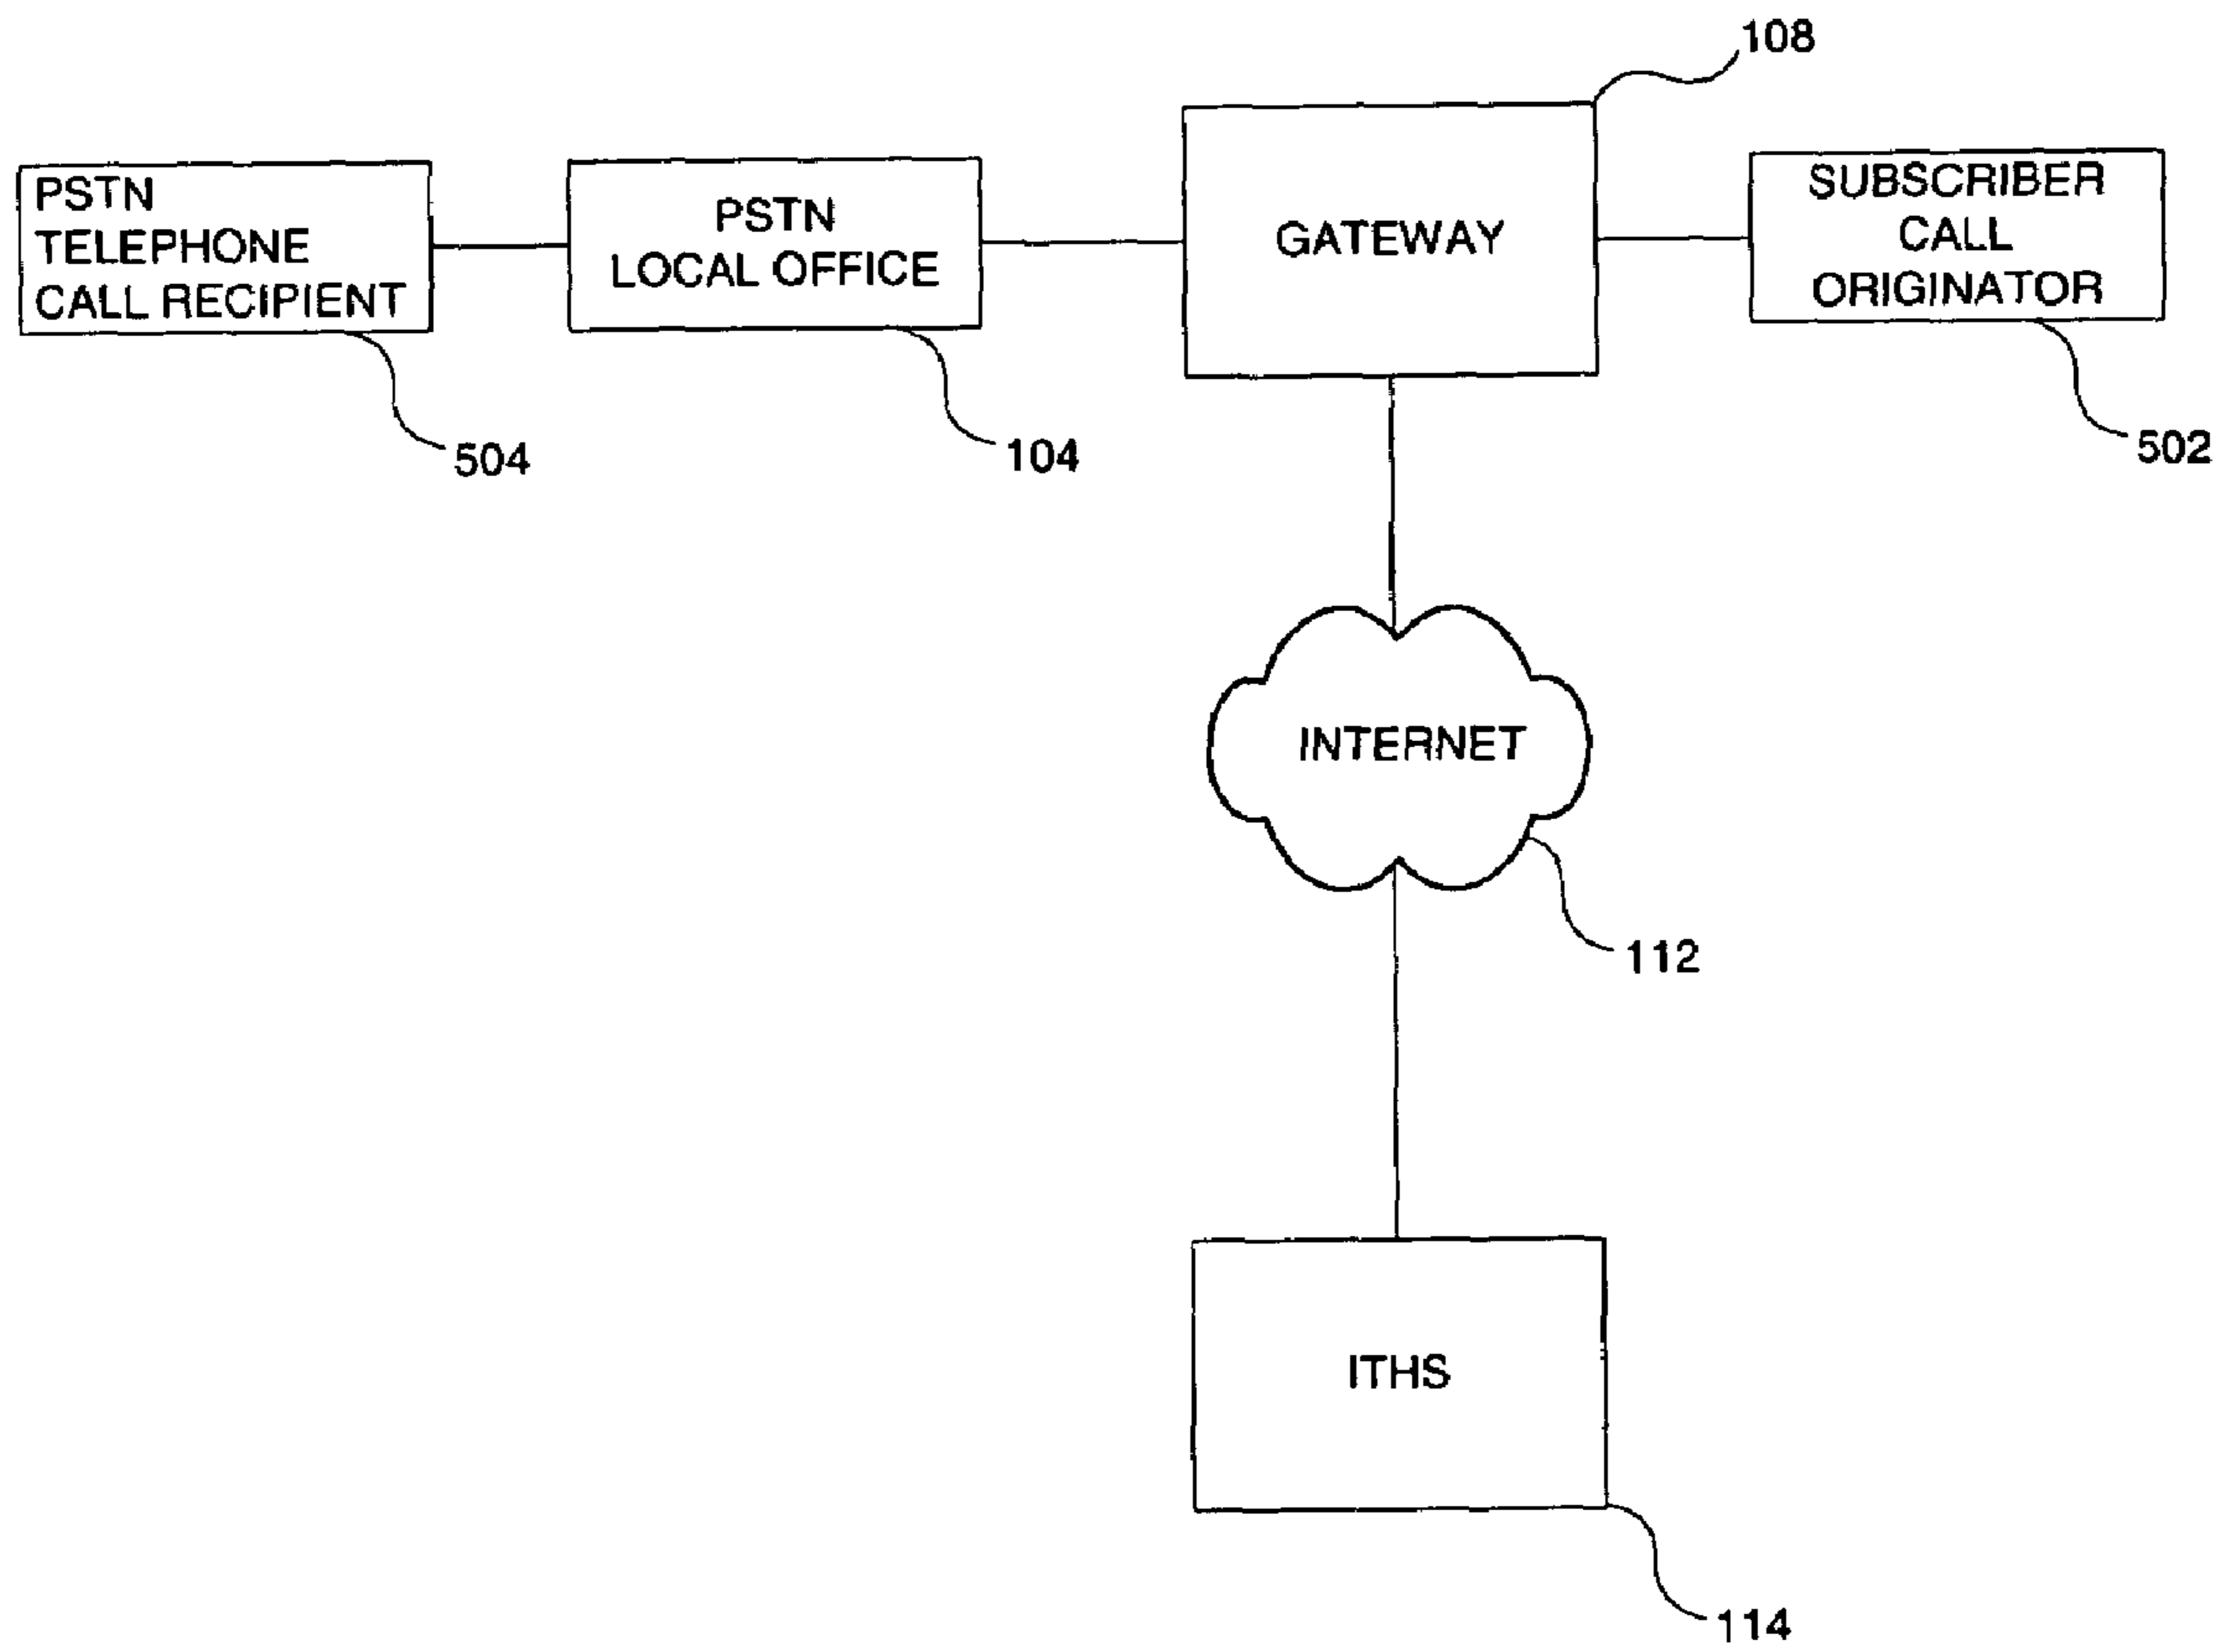 108
PSTN
TELEPHONE
CALL RECIPIENT
PSTN
LOCAL OFFICE
GATEWAY
SUBSCRIBER
CALL
ORIGINATOR
504
104
502
INTERNET
112
ITHS
114